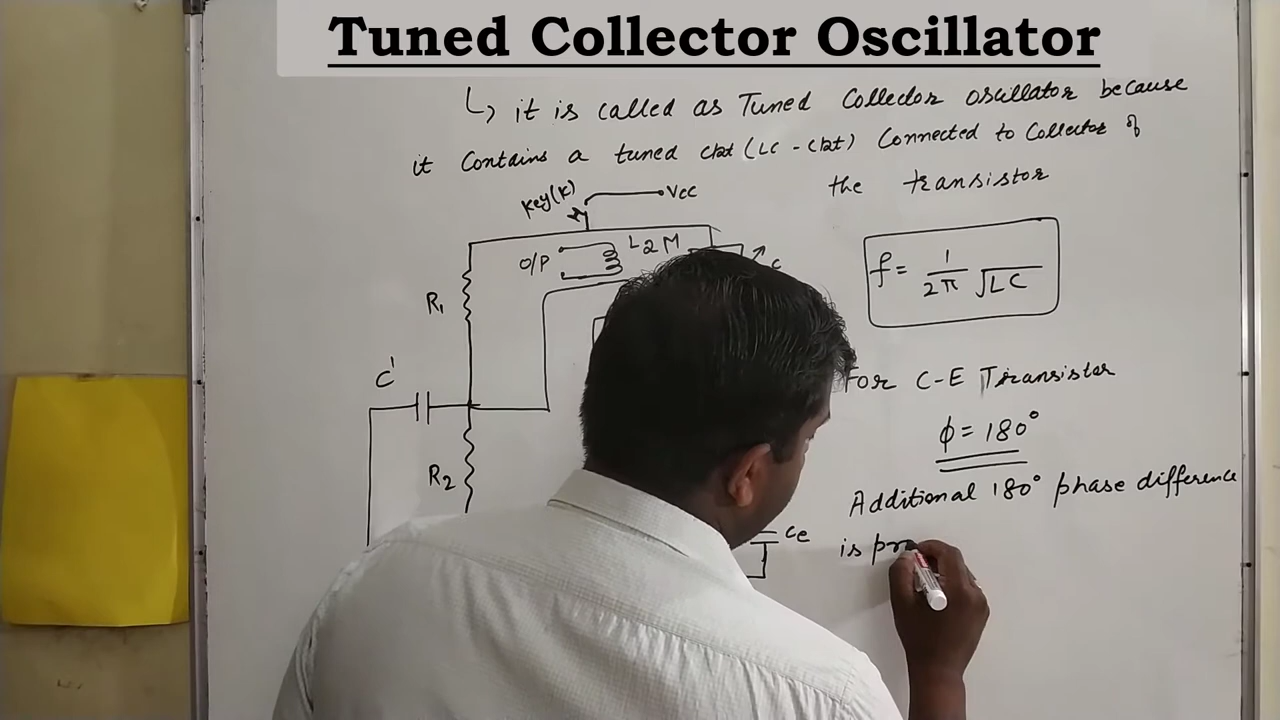 Tuned Collector Oscillator
↳ it is called as Tuned Collector oscillator because
it contains a tuned ckt (LC - ckt) Connected to Collector of
the transistor
Key(K)
Vcc
O/P
L2 M
C
R1
f = 1 / 2π √LC
C'
For C-E Transistor
φ = 180°
R2
Additional 180° phase difference
Ce
is pr